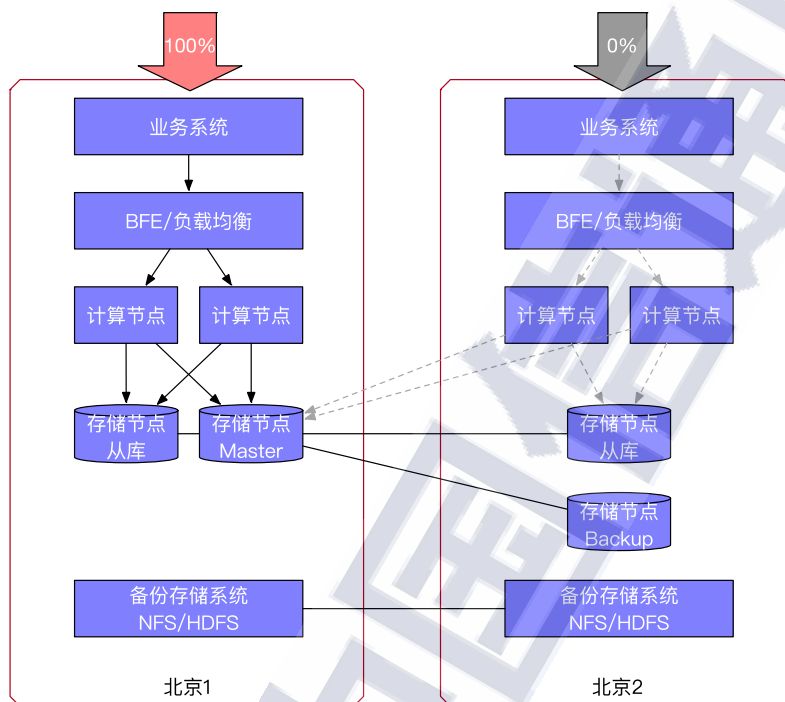 100%
业务系统
BFE/负载均衡
计算节点
计算节点
存储节点
从库
存储节点
Master
备份存储系统
NFS/HDFS
北京1
0%
业务系统
BFE/负载均衡
计算节点
计算节点
存储节点
从库
存储节点
Backup
备份存储系统
NFS/HDFS
北京2